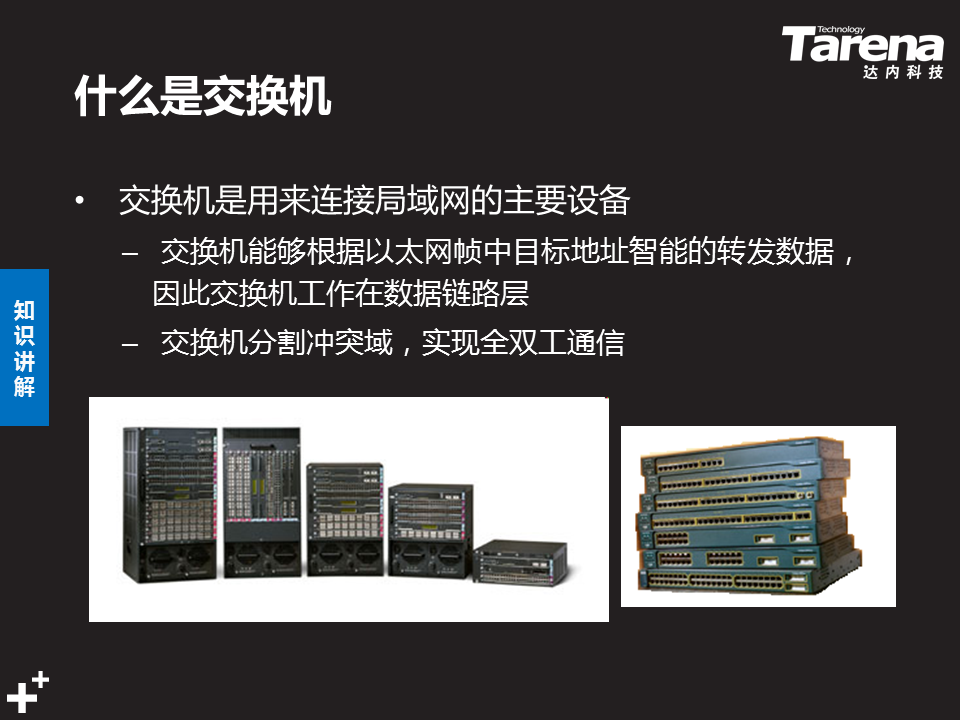 Technology
Tarena
达内科技
什么是交换机
• 交换机是用来连接局域网的主要设备
– 交换机能够根据以太网帧中目标地址智能的转发数据，
因此交换机工作在数据链路层
– 交换机分割冲突域，实现全双工通信
知识讲解